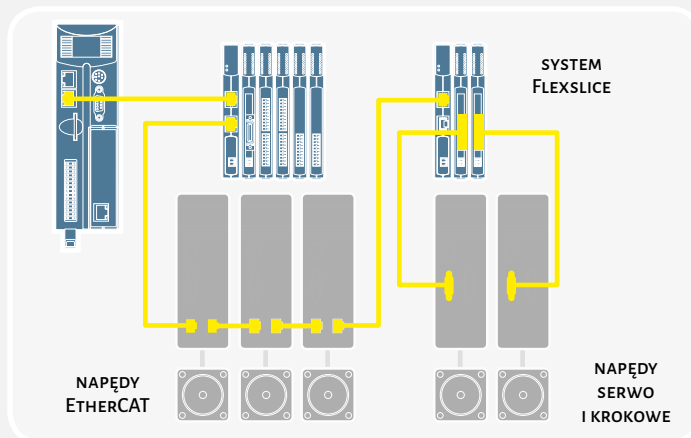 SYSTEM
FLEXSLICE
NAPĘDY
ETHERCAT
NAPĘDY
SERWO
I KROKOWE